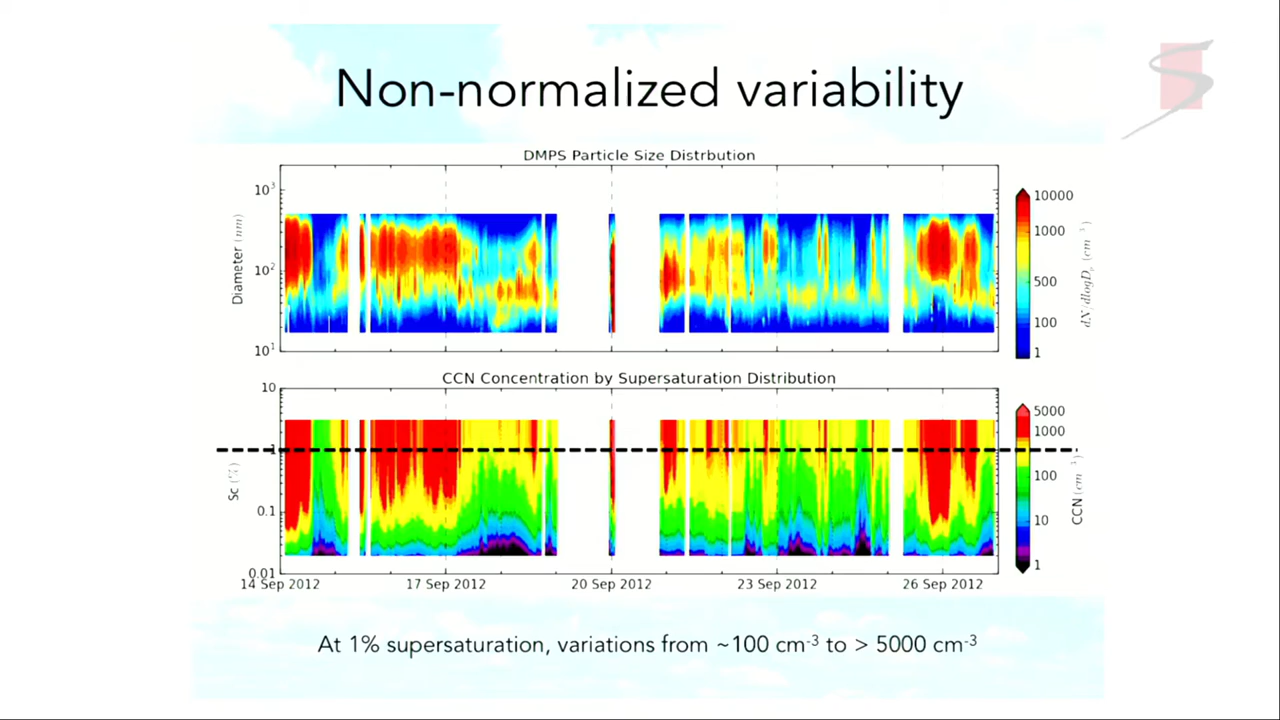 Non-normalized variability
DMPS Particle Size Distrbution
10³
10²
10¹
Diameter (nm)
10000
1000
500
100
1
dN/dlogDₚ (cm⁻³)
CCN Concentration by Supersaturation Distribution
10
1
0.1
0.01
Sc (%)
5000
1000
100
10
1
CCN (cm⁻³)
14 Sep 2012 17 Sep 2012 20 Sep 2012 23 Sep 2012 26 Sep 2012
At 1% supersaturation, variations from ~100 cm⁻³ to > 5000 cm⁻³